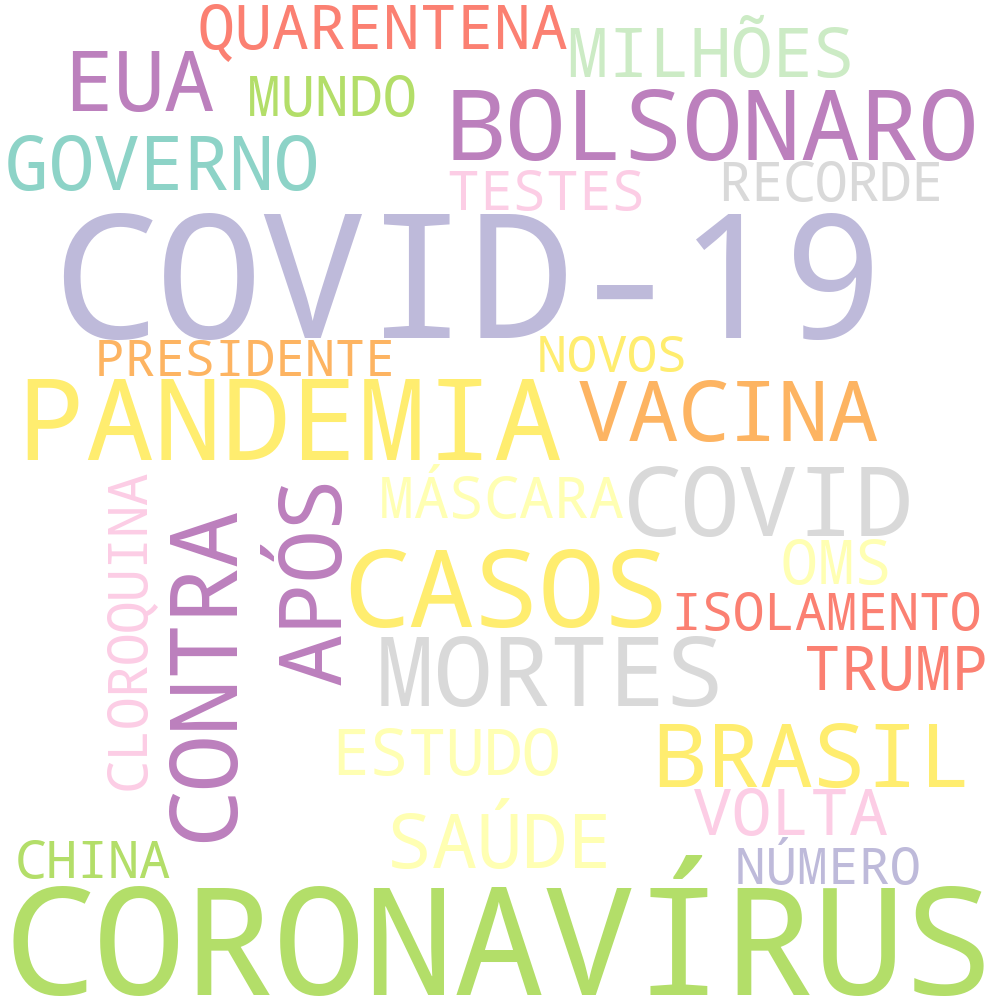 QUARENTENA
MILHÕES
EUA
MUNDO
BOLSONARO
GOVERNO
TESTES
RECORDE
COVID-19
PRESIDENTE
NOVOS
PANDEMIA
VACINA
MÁSCARA
COVID
CLOROQUINA
CONTRA
APÓS
CASOS
OMS
ISOLAMENTO
MORTES
TRUMP
ESTUDO
BRASIL
VOLTA
SAÚDE
CHINA
NÚMERO
CORONAVÍRUS